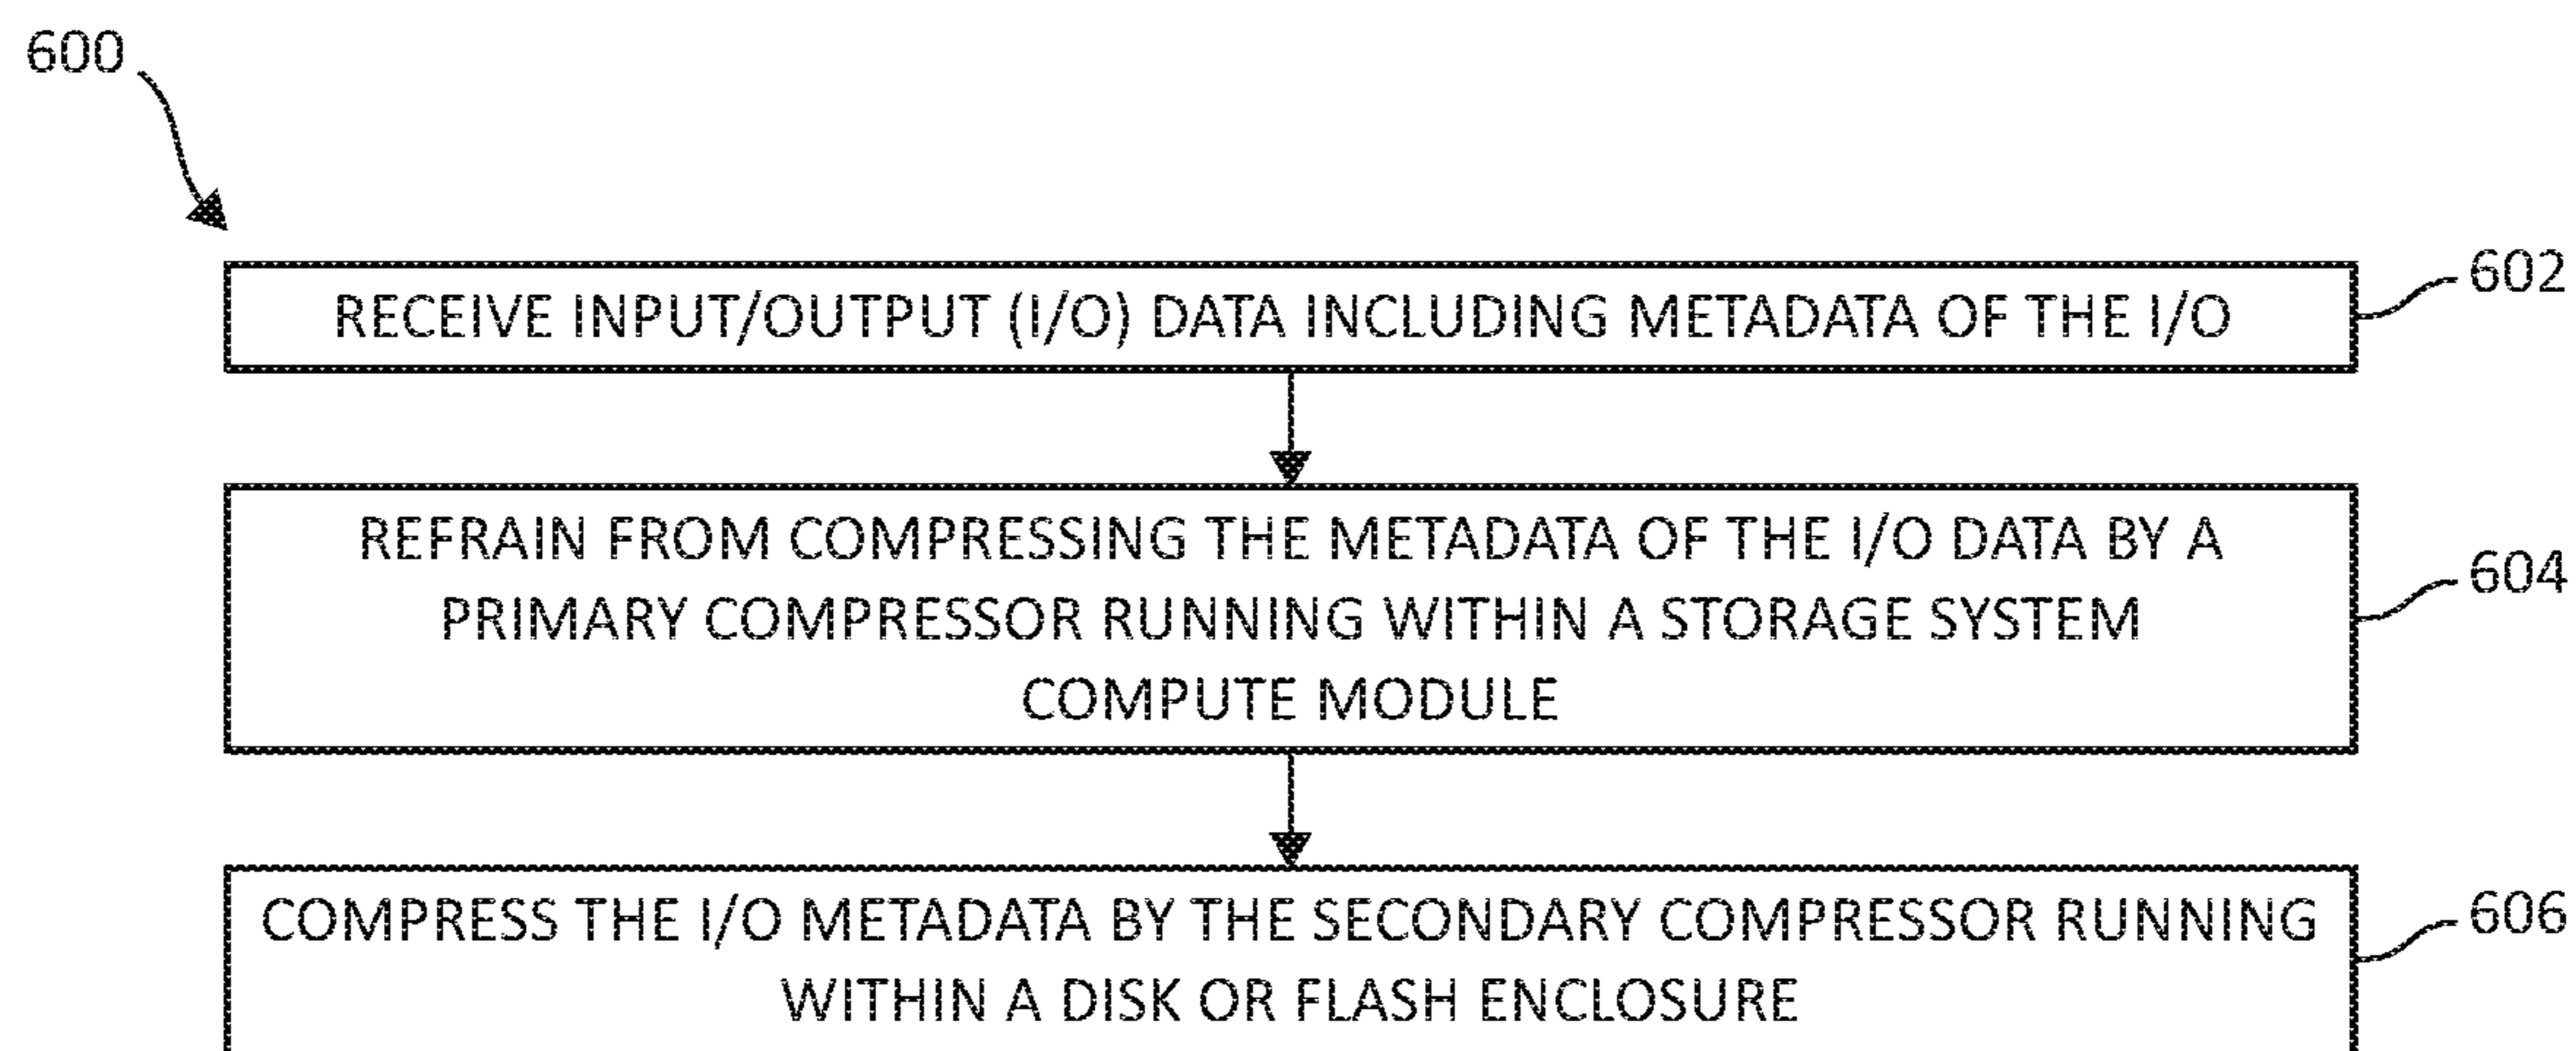 600
RECEIVE INPUT/OUTPUT (I/O) DATA INCLUDING METADATA OF THE I/O
602
REFRAIN FROM COMPRESSING THE METADATA OF THE I/O DATA BY A
PRIMARY COMPRESSOR RUNNING WITHIN A STORAGE SYSTEM
COMPUTE MODULE
604
COMPRESS THE I/O METADATA BY THE SECONDARY COMPRESSOR RUNNING
WITHIN A DISK OR FLASH ENCLOSURE
606